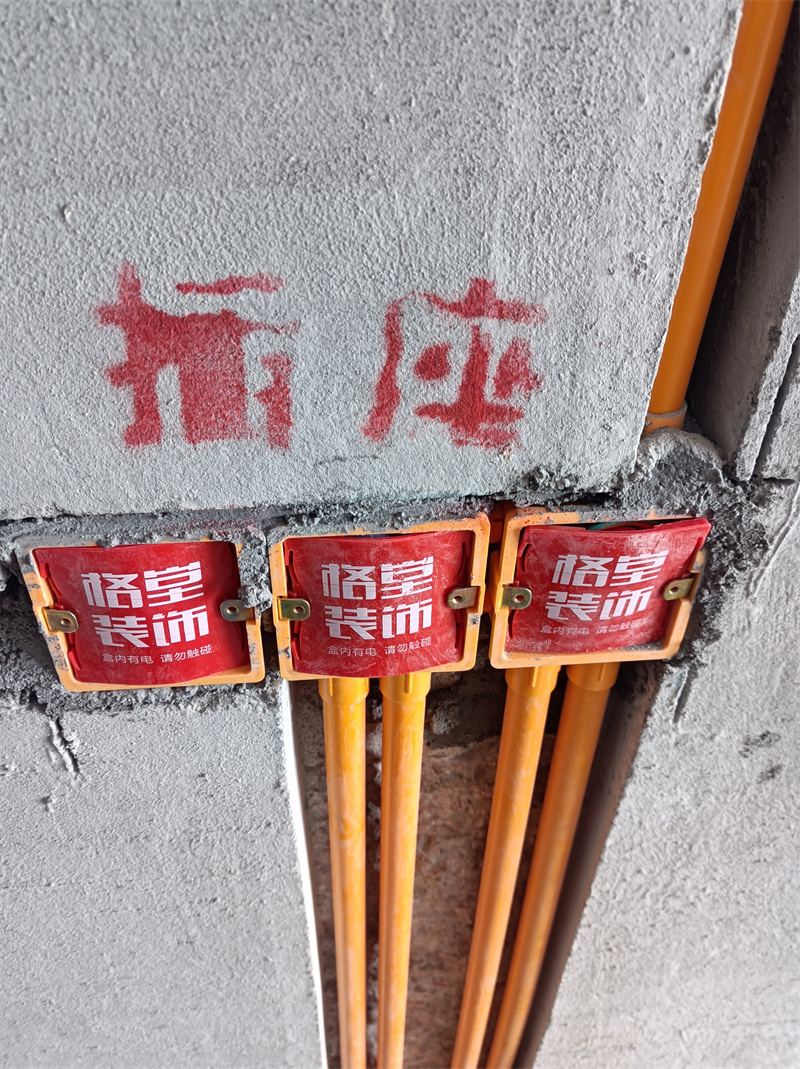 插座
格堂
装饰
盒内有电 请勿触碰
格堂
装饰
盒内有电 请勿触碰
格堂
装饰
盒内有电 请勿触碰